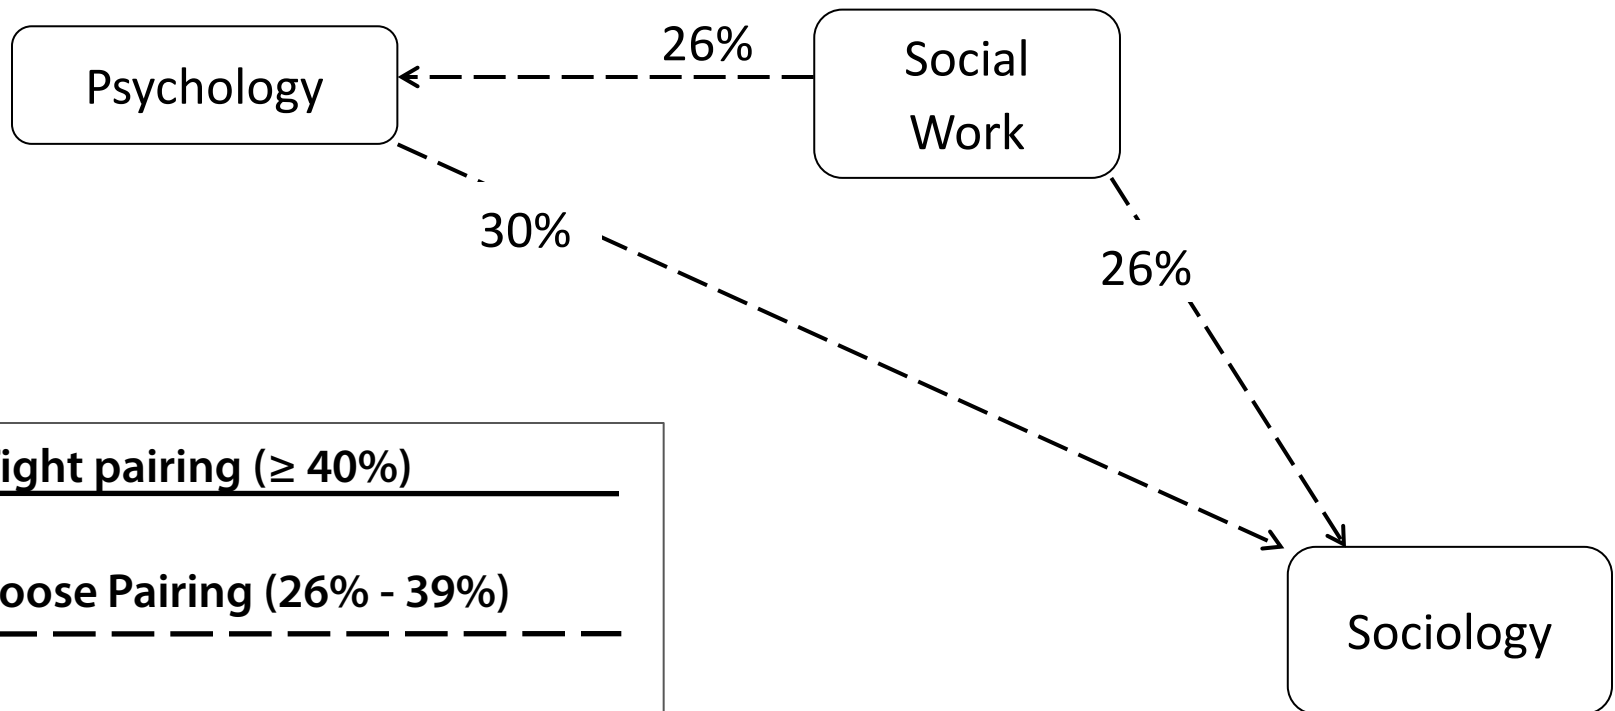 26%
Psychology
Social
Work
30%
26%
ight pairing (≥ 40%)
oose Pairing (26% - 39%)
Sociology